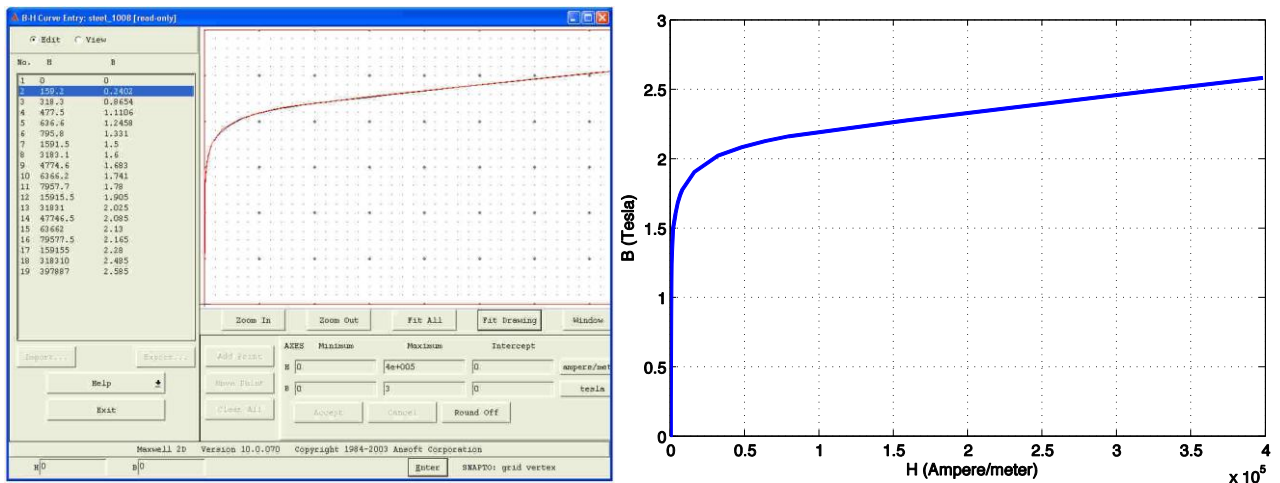 B-H Curve Entry: steel_1008 [read-only]
Edit View
No. H B
1 0 0
2 159.2 0.2402
3 318.3 0.8654
4 477.5 1.1106
5 636.6 1.2458
6 795.8 1.331
7 1591.5 1.5
8 3183.1 1.6
9 4774.6 1.683
10 6366.2 1.741
11 7957.7 1.78
12 15915.5 1.905
13 31831 2.025
14 47746.5 2.085
15 63662 2.13
16 79577.5 2.165
17 159155 2.28
18 318310 2.485
19 397887 2.585
Import... Export...
Help
Exit
Zoom In Zoom Out Fit All Fit Drawing Window
Add Point
Move Point
Clear All
AXES Minimum Maximum Intercept
H 0 4e+005 0 ampere/met
B 0 3 0 tesla
Accept Cancel Round Off
Maxwell 2D Version 10.0.070 Copyright 1984-2003 Ansoft Corporation
H 0 B 0 Enter SNAPTO: grid vertex
3
2.5
2
1.5
1
0.5
0
B (Tesla)
0 0.5 1 1.5 2 2.5 3 3.5 4
H (Ampere/meter)
x 10⁵